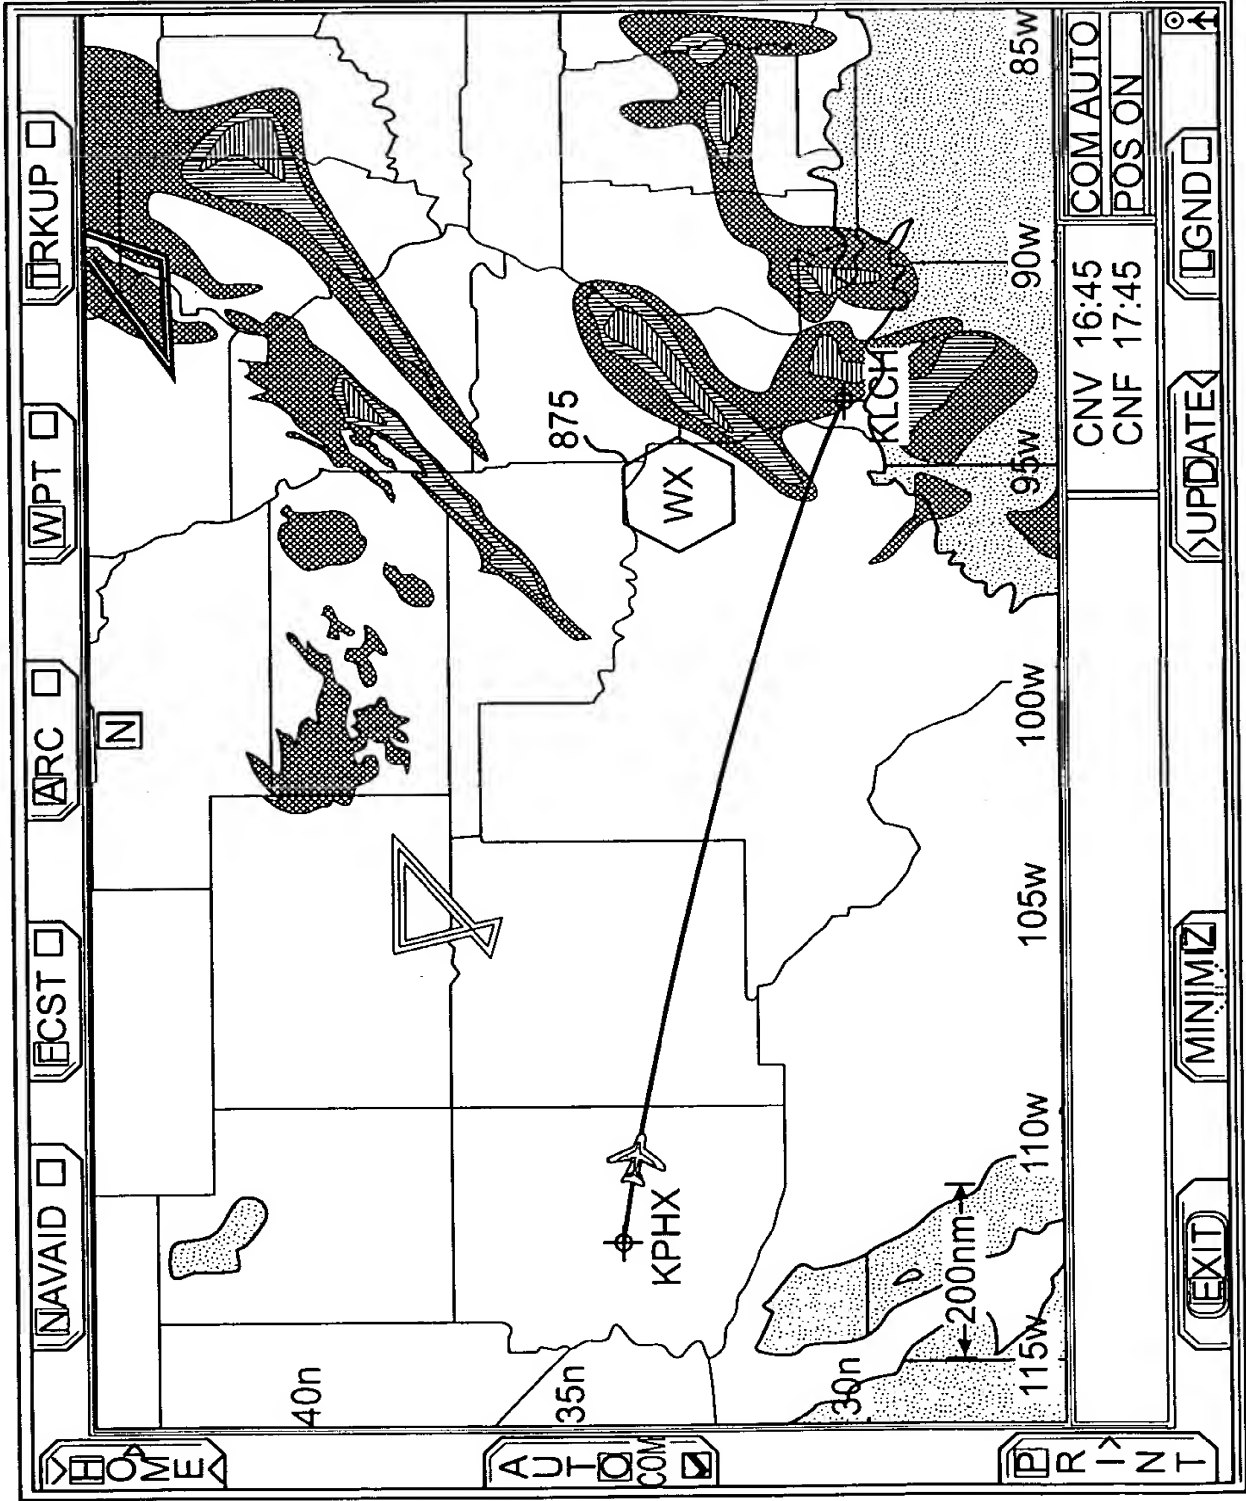 NAVAID
FCST
ARC
WPT
TRKUP
HOME
AUTO
COM
PRINT
N
40n
35n
30n
875
WX
KPHX
KLCH
200nm
115w
110w
105w
100w
95w
90w
85w
CNV 16:45
CNF 17:45
COM AUTO
POS ON
EXIT
MINIMIZ
>UPDATE<
LGND